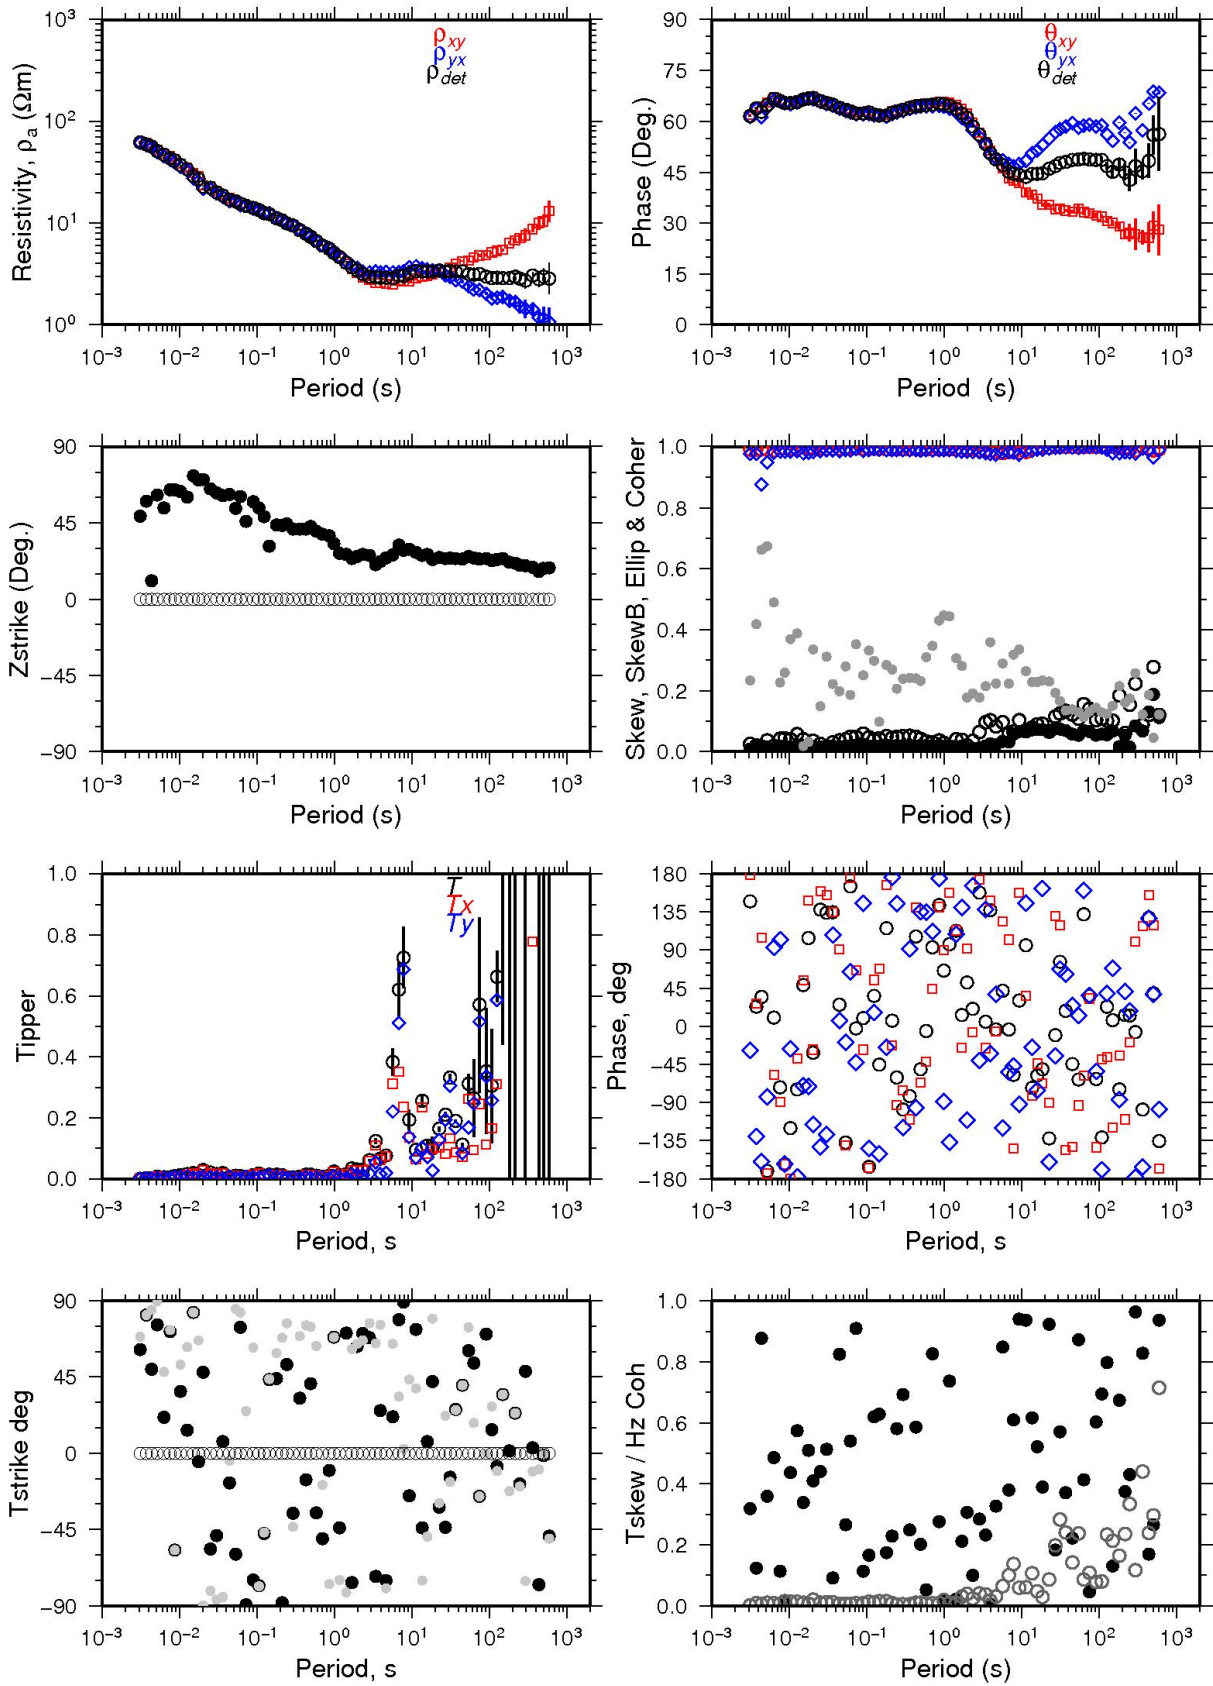 10³
10²
10¹
10⁰
Resistivity, ρa (Ωm)
ρxy
ρyx
ρdet
10⁻³ 10⁻² 10⁻¹ 10⁰ 10¹ 10² 10³
Period (s)
90
75
60
45
30
15
0
Phase (Deg.)
θxy
θyx
θdet
10⁻³ 10⁻² 10⁻¹ 10⁰ 10¹ 10² 10³
Period (s)
90
45
0
−45
−90
Zstrike (Deg.)
10⁻³ 10⁻² 10⁻¹ 10⁰ 10¹ 10² 10³
Period (s)
1.0
0.8
0.6
0.4
0.2
0.0
Skew, SkewB, Ellip & Coher
10⁻³ 10⁻² 10⁻¹ 10⁰ 10¹ 10² 10³
Period (s)
1.0
0.8
0.6
0.4
0.2
0.0
Tipper
T
Tx
Ty
10⁻³ 10⁻² 10⁻¹ 10⁰ 10¹ 10² 10³
Period, s
180
135
90
45
0
−45
−90
−135
−180
Phase, deg
10⁻³ 10⁻² 10⁻¹ 10⁰ 10¹ 10² 10³
Period, s
90
45
0
−45
−90
Tstrike deg
10⁻³ 10⁻² 10⁻¹ 10⁰ 10¹ 10² 10³
Period, s
1.0
0.8
0.6
0.4
0.2
0.0
Tskew / Hz Coh
10⁻³ 10⁻² 10⁻¹ 10⁰ 10¹ 10² 10³
Period (s)